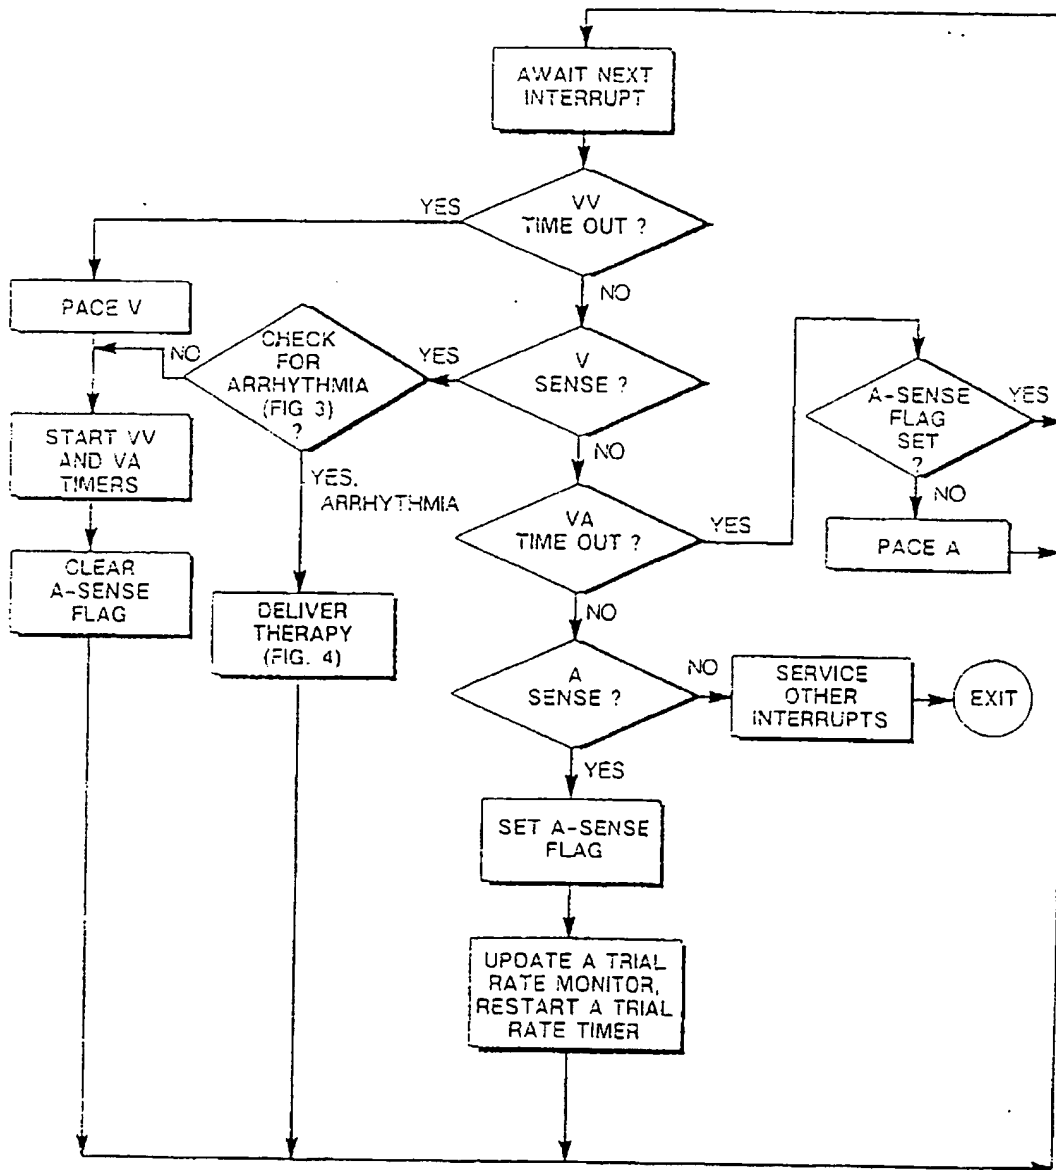 AWAIT NEXT
INTERRUPT
VV
TIME OUT ?
YES
NO
PACE V
CHECK
FOR
ARRHYTHMIA
(FIG 3)
?
NO
YES
V
SENSE ?
NO
A-SENSE
FLAG
SET
?
YES
NO
START VV
AND VA
TIMERS
YES.
ARRHYTHMIA
VA
TIME OUT ?
YES
NO
PACE A
CLEAR
A-SENSE
FLAG
DELIVER
THERAPY
(FIG. 4)
A
SENSE ?
NO
SERVICE
OTHER
INTERRUPTS
EXIT
YES
SET A-SENSE
FLAG
UPDATE A TRIAL
RATE MONITOR,
RESTART A TRIAL
RATE TIMER